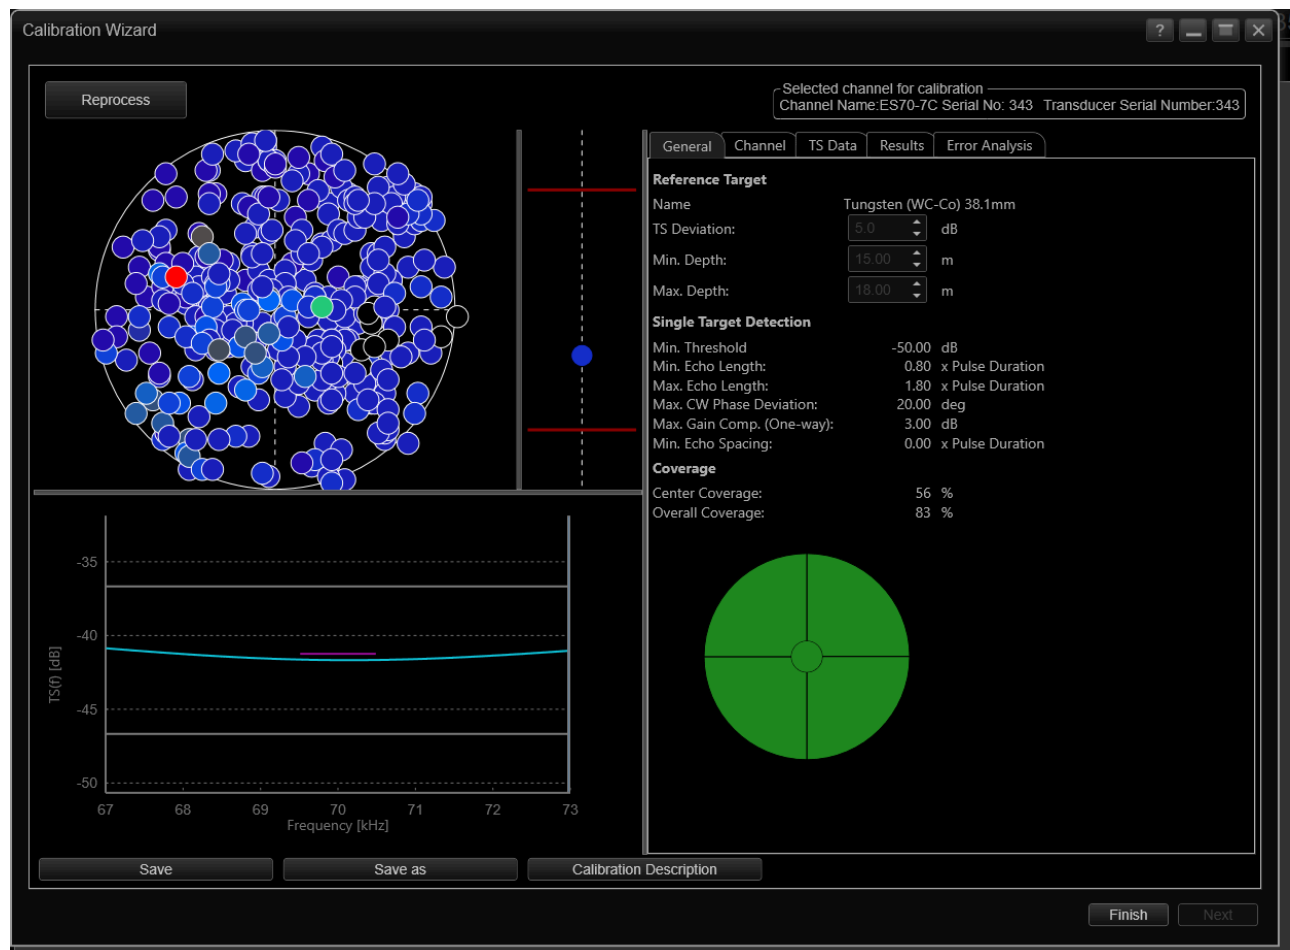 Calibration Wizard
?
Reprocess
Selected channel for calibration
Channel Name:ES70-7C Serial No: 343 Transducer Serial Number:343
General Channel TS Data Results Error Analysis
Reference Target
Name Tungsten (WC-Co) 38.1mm
TS Deviation: 5.0 dB
Min. Depth: 15.00 m
Max. Depth: 18.00 m
Single Target Detection
Min. Threshold -50.00 dB
Min. Echo Length: 0.80 x Pulse Duration
Max. Echo Length: 1.80 x Pulse Duration
Max. CW Phase Deviation: 20.00 deg
Max. Gain Comp. (One-way): 3.00 dB
Min. Echo Spacing: 0.00 x Pulse Duration
Coverage
Center Coverage: 56 %
Overall Coverage: 83 %
TS(f) [dB]
-35
-40
-45
-50
67 68 69 70 71 72 73
Frequency [kHz]
Save Save as Calibration Description
Finish Next